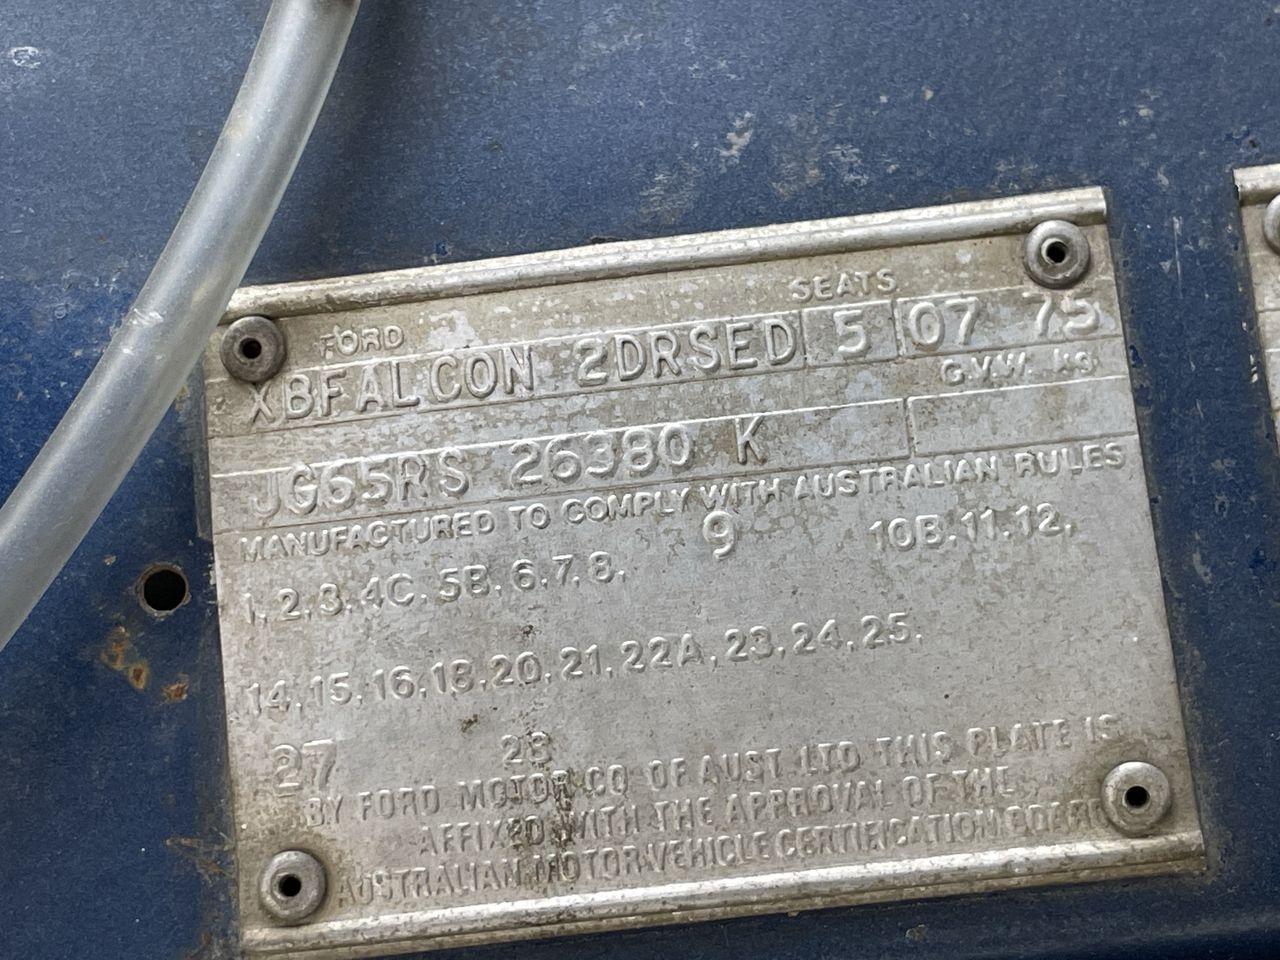 SEATS
FORD
XB FALCON 2DRSED 5 07 75
G.V.W. kg
JG65RS 26380 K
MANUFACTURED TO COMPLY WITH AUSTRALIAN RULES
1, 2, 3, 4C, 5B, 6, 7, 8, 9 10B, 11, 12,
14, 15, 16, 18, 20, 21, 22A, 23, 24, 25,
27 28
BY FORD MOTOR CO OF AUST LTD THIS PLATE IS
AFFIXED WITH THE APPROVAL OF THE
AUSTRALIAN MOTOR VEHICLE CERTIFICATION BOARD